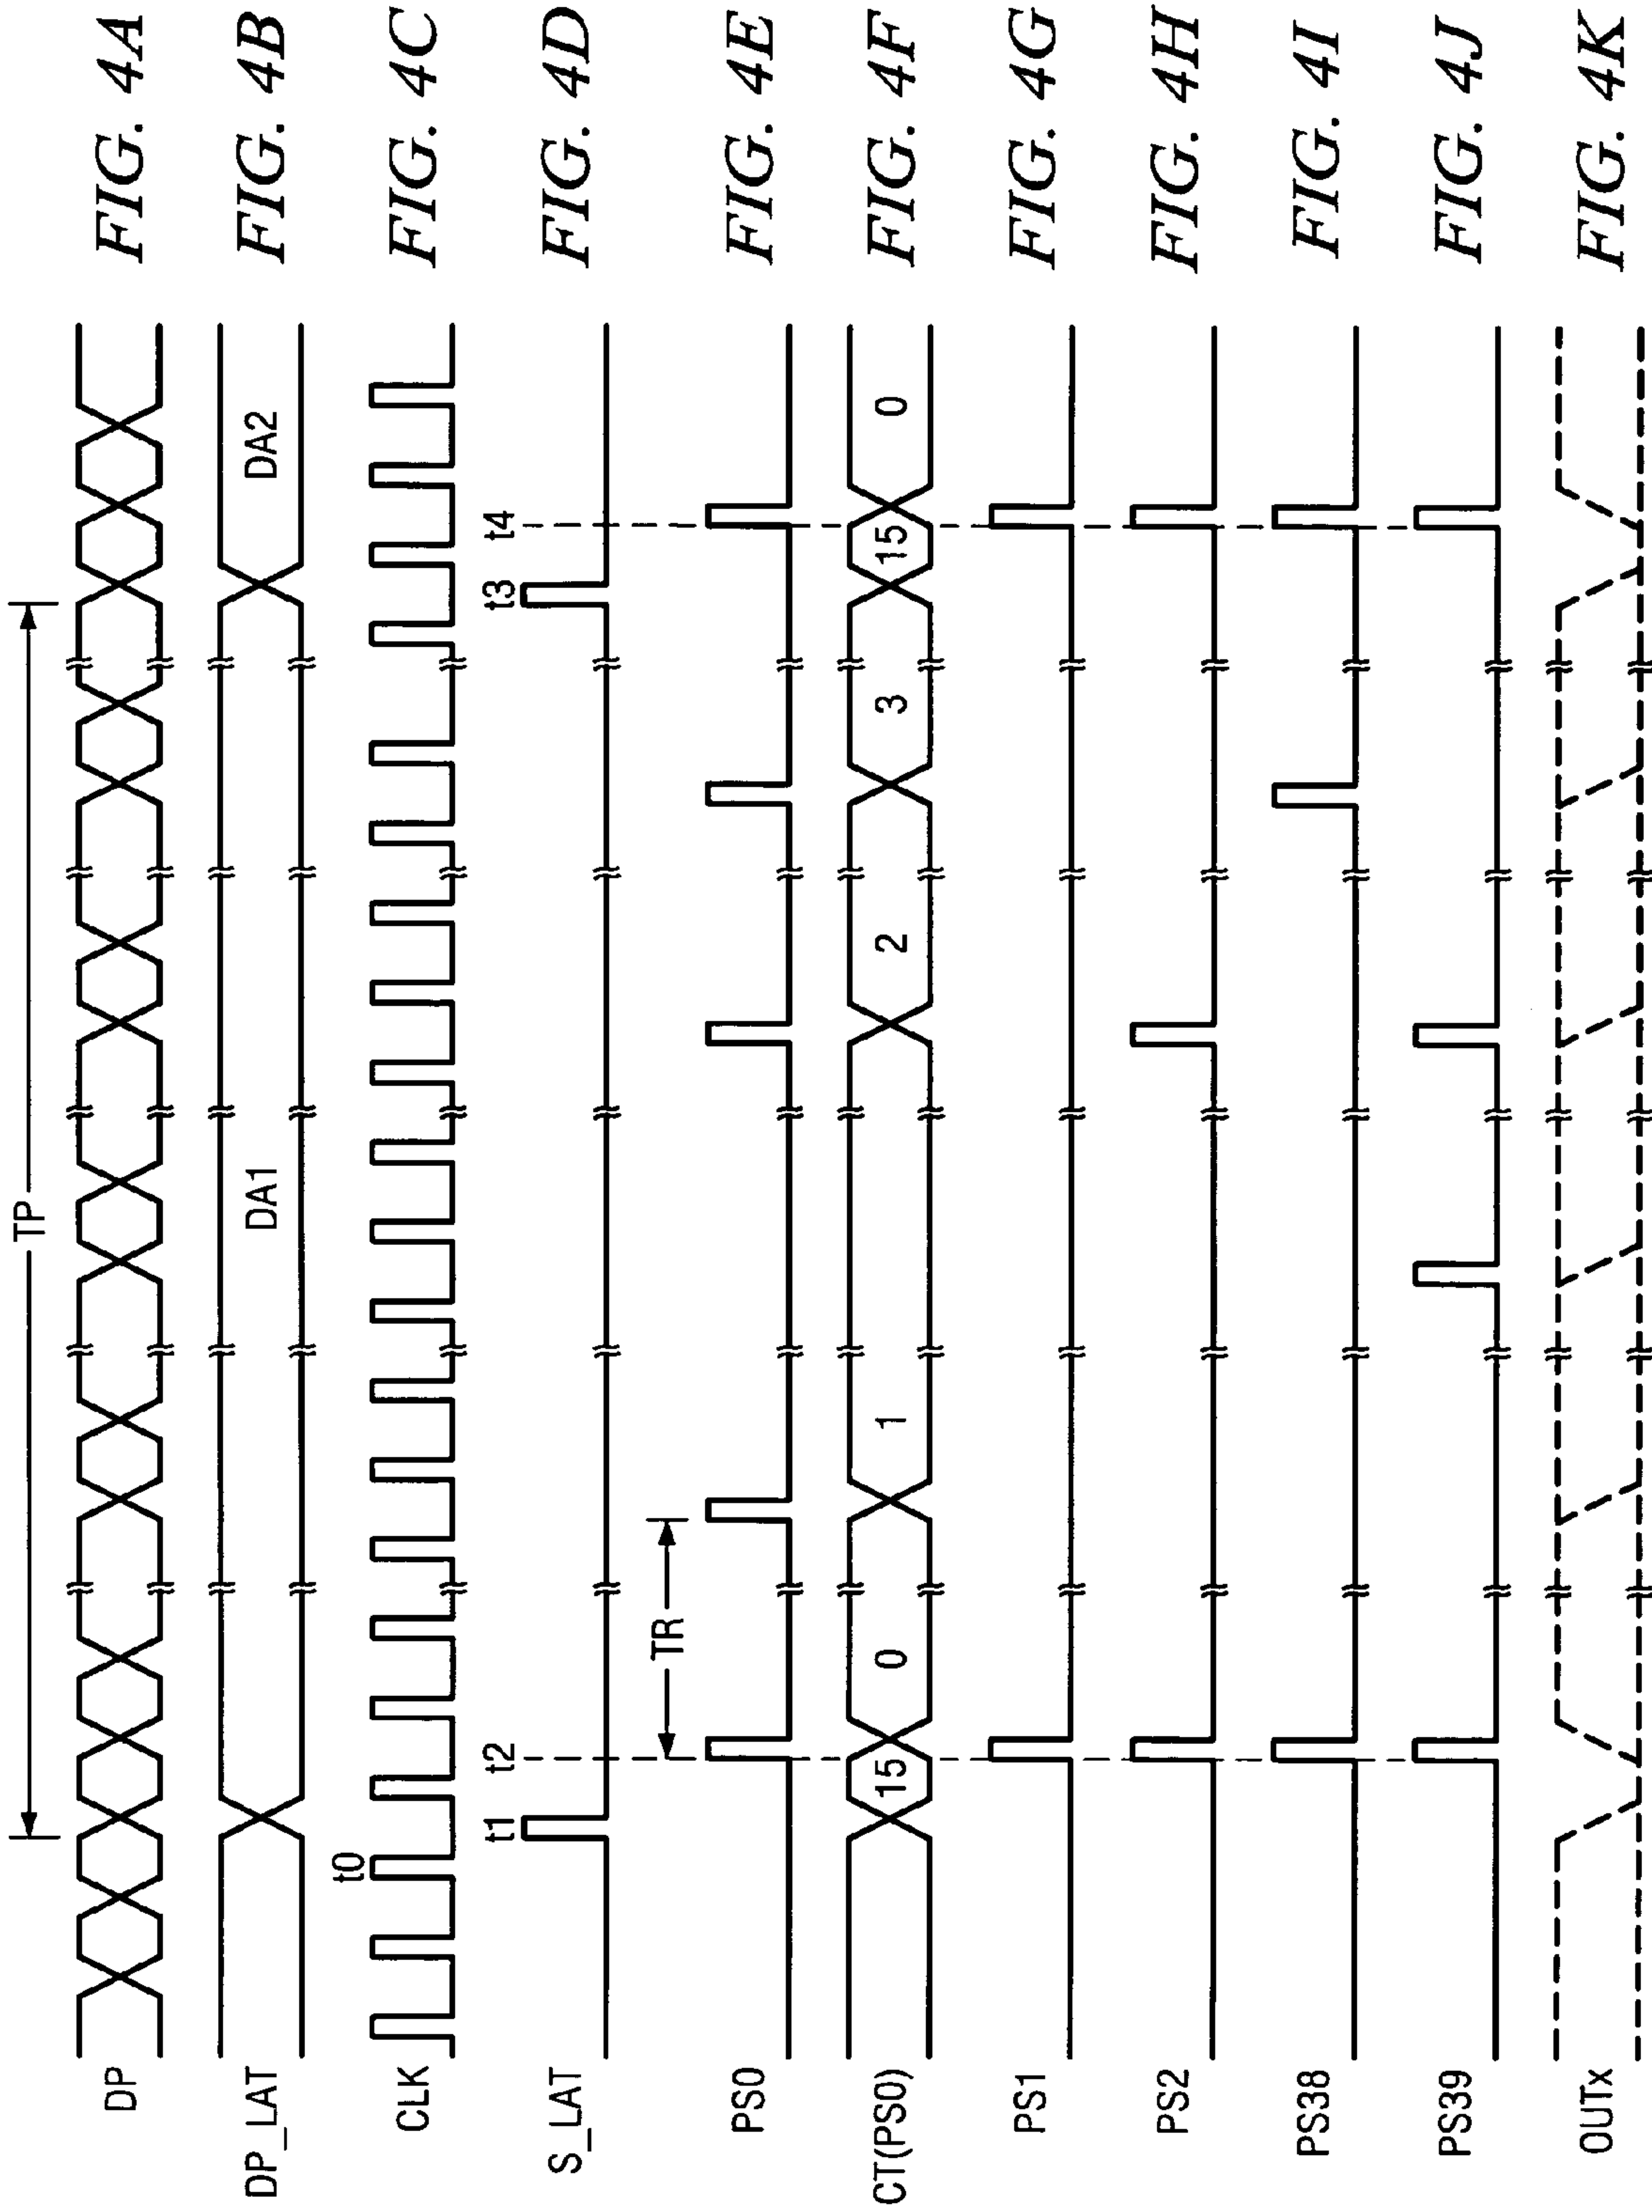 TP
DP
FIG. 4A
DP_LAT
DA1
DA2
FIG. 4B
CLK
t0
FIG. 4C
S_LAT
t1
t2
t3
t4
FIG. 4D
TR
PS0
FIG. 4E
CT(PS0)
15
0
1
2
3
15
0
FIG. 4F
PS1
FIG. 4G
PS2
FIG. 4H
PS38
FIG. 4I
PS39
FIG. 4J
OUTx
FIG. 4K